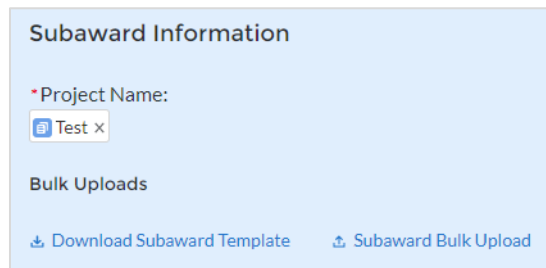 Subaward Information
*Project Name:
Test ×
Bulk Uploads
Download Subaward Template Subaward Bulk Upload